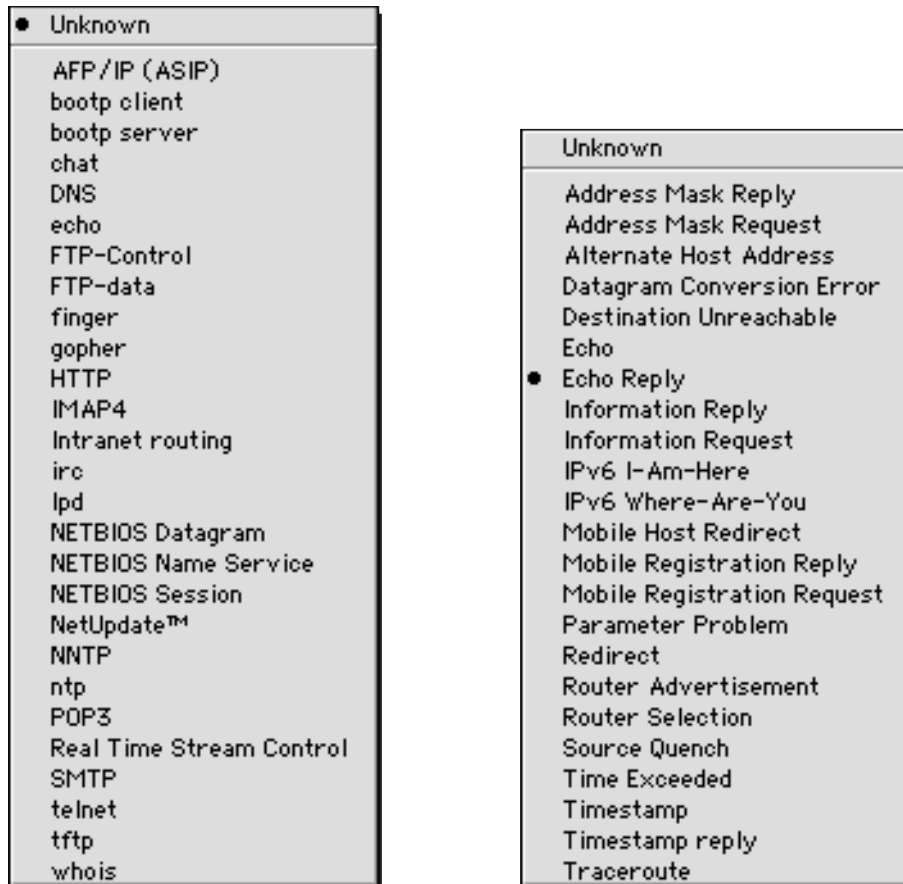 Unknown
AFP/IP (ASIP)
bootp client
bootp server
chat
DNS
echo
FTP-Control
FTP-data
finger
gopher
HTTP
IMAP4
Intranet routing
irc
lpd
NETBIOS Datagram
NETBIOS Name Service
NETBIOS Session
NetUpdate™
NNTP
ntp
POP3
Real Time Stream Control
SMTP
telnet
tftp
whois
Unknown
Address Mask Reply
Address Mask Request
Alternate Host Address
Datagram Conversion Error
Destination Unreachable
Echo
Echo Reply
Information Reply
Information Request
IPv6 I-Am-Here
IPv6 Where-Are-You
Mobile Host Redirect
Mobile Registration Reply
Mobile Registration Request
Parameter Problem
Redirect
Router Advertisement
Router Selection
Source Quench
Time Exceeded
Timestamp
Timestamp reply
Traceroute